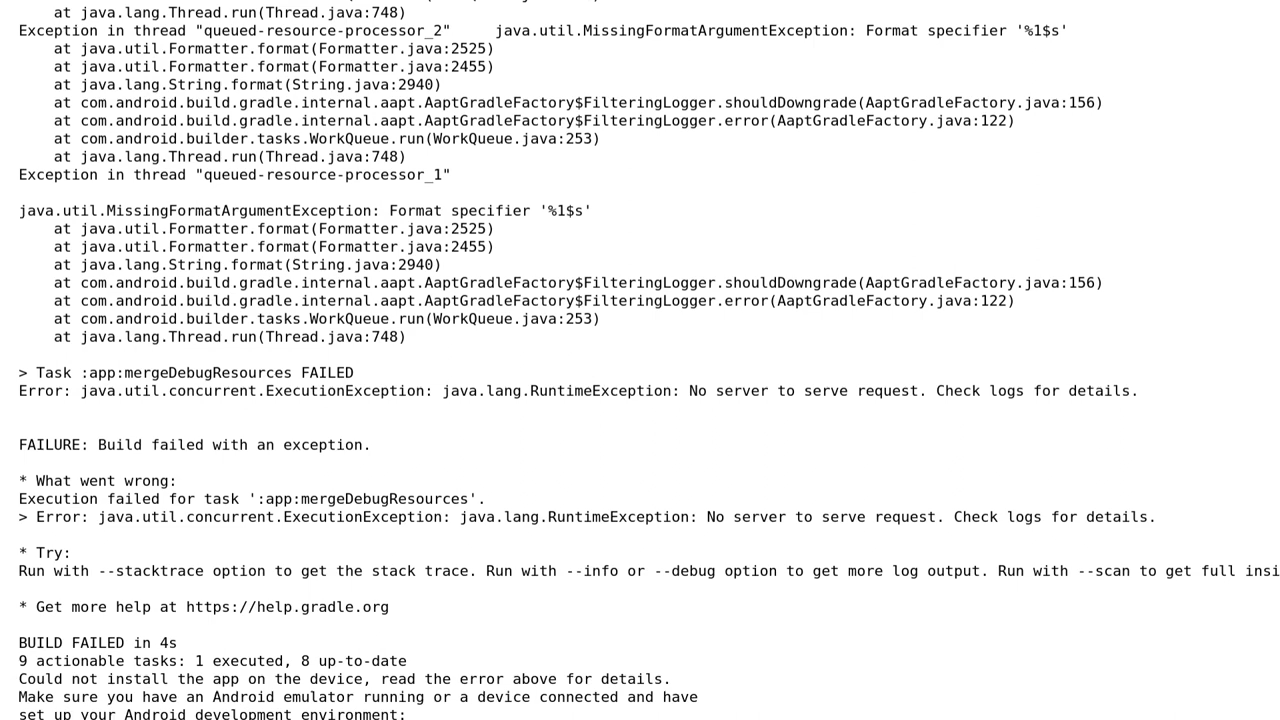 at java.lang.Thread.run(Thread.java:748)
Exception in thread "queued-resource-processor_2" java.util.MissingFormatArgumentException: Format specifier '%1$s'
at java.util.Formatter.format(Formatter.java:2525)
at java.util.Formatter.format(Formatter.java:2455)
at java.lang.String.format(String.java:2940)
at com.android.build.gradle.internal.aapt.AaptGradleFactory$FilteringLogger.shouldDowngrade(AaptGradleFactory.java:156)
at com.android.build.gradle.internal.aapt.AaptGradleFactory$FilteringLogger.error(AaptGradleFactory.java:122)
at com.android.builder.tasks.WorkQueue.run(WorkQueue.java:253)
at java.lang.Thread.run(Thread.java:748)
Exception in thread "queued-resource-processor_1"
java.util.MissingFormatArgumentException: Format specifier '%1$s'
at java.util.Formatter.format(Formatter.java:2525)
at java.util.Formatter.format(Formatter.java:2455)
at java.lang.String.format(String.java:2940)
at com.android.build.gradle.internal.aapt.AaptGradleFactory$FilteringLogger.shouldDowngrade(AaptGradleFactory.java:156)
at com.android.build.gradle.internal.aapt.AaptGradleFactory$FilteringLogger.error(AaptGradleFactory.java:122)
at com.android.builder.tasks.WorkQueue.run(WorkQueue.java:253)
at java.lang.Thread.run(Thread.java:748)
> Task :app:mergeDebugResources FAILED
Error: java.util.concurrent.ExecutionException: java.lang.RuntimeException: No server to serve request. Check logs for details.
FAILURE: Build failed with an exception.
* What went wrong:
Execution failed for task ':app:mergeDebugResources'.
> Error: java.util.concurrent.ExecutionException: java.lang.RuntimeException: No server to serve request. Check logs for details.
* Try:
Run with --stacktrace option to get the stack trace. Run with --info or --debug option to get more log output. Run with --scan to get full insi
* Get more help at https://help.gradle.org
BUILD FAILED in 4s
9 actionable tasks: 1 executed, 8 up-to-date
Could not install the app on the device, read the error above for details.
Make sure you have an Android emulator running or a device connected and have
set up your Android development environment: